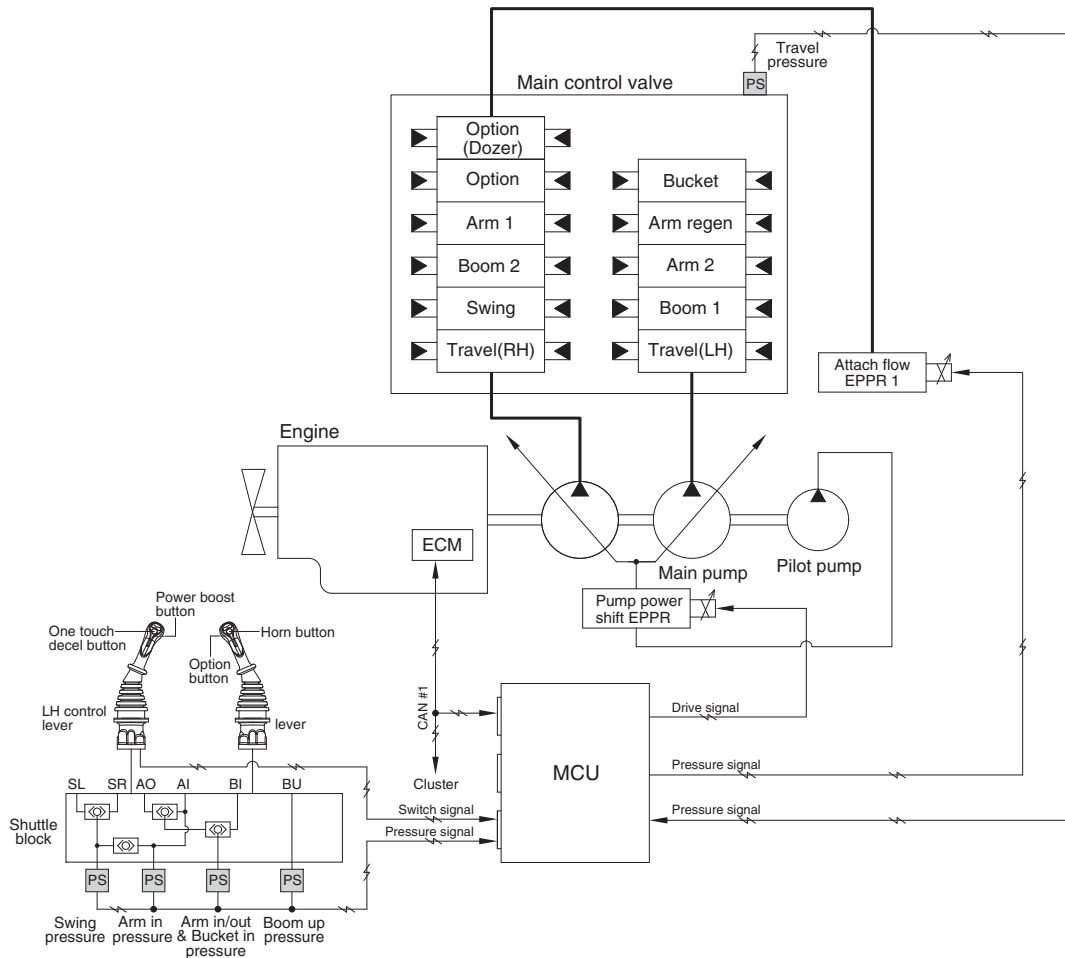 Travel
pressure
PS
Main control valve
Option
(Dozer)
Option
Arm 1
Boom 2
Swing
Travel(RH)
Bucket
Arm regen
Arm 2
Boom 1
Travel(LH)
Attach flow
EPPR 1
Engine
ECM
Main pump
Pilot pump
Pump power
shift EPPR
Power boost
button
One touch
decel button
Horn button
Option
button
LH control
lever
lever
CAN #1
Cluster
MCU
Drive signal
Pressure signal
Pressure signal
Switch signal
Pressure signal
SL SR AO AI BI BU
Shuttle
block
PS PS PS PS
Swing
pressure
Arm in
pressure
Arm in/out
& Bucket in
pressure
Boom up
pressure